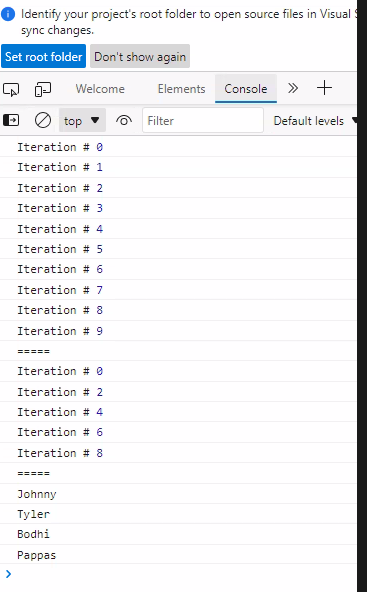 Identify your project's root folder to open source files in Visual
sync changes.
Set root folder Don't show again
Welcome Elements Console
top Filter Default levels
Iteration # 0
Iteration # 1
Iteration # 2
Iteration # 3
Iteration # 4
Iteration # 5
Iteration # 6
Iteration # 7
Iteration # 8
Iteration # 9
=====
Iteration # 0
Iteration # 2
Iteration # 4
Iteration # 6
Iteration # 8
=====
Johnny
Tyler
Bodhi
Pappas